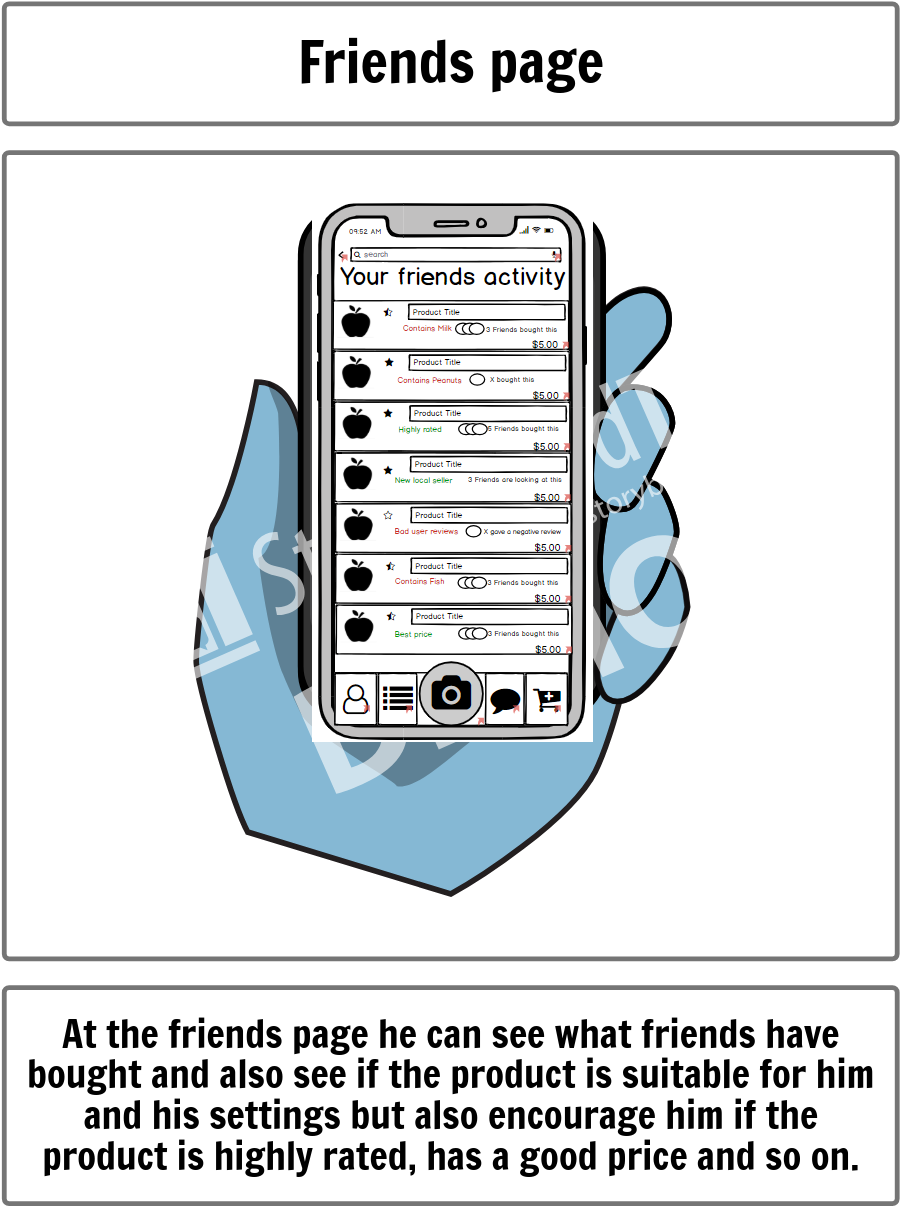 Friends page
09:52 AM
search
Your friends activity
Product Title
Contains Milk 3 Friends bought this
$5.00
Product Title
Contains Peanuts X bought this
$5.00
Product Title
Highly rated 5 Friends bought this
$5.00
Product Title
New local seller 3 Friends are looking at this
$5.00
Product Title
Bad user reviews X gave a negative review
$5.00
Product Title
Contains Fish 3 Friends bought this
$5.00
Product Title
Best price 3 Friends bought this
$5.00
At the friends page he can see what friends have
bought and also see if the product is suitable for him
and his settings but also encourage him if the
product is highly rated, has a good price and so on.